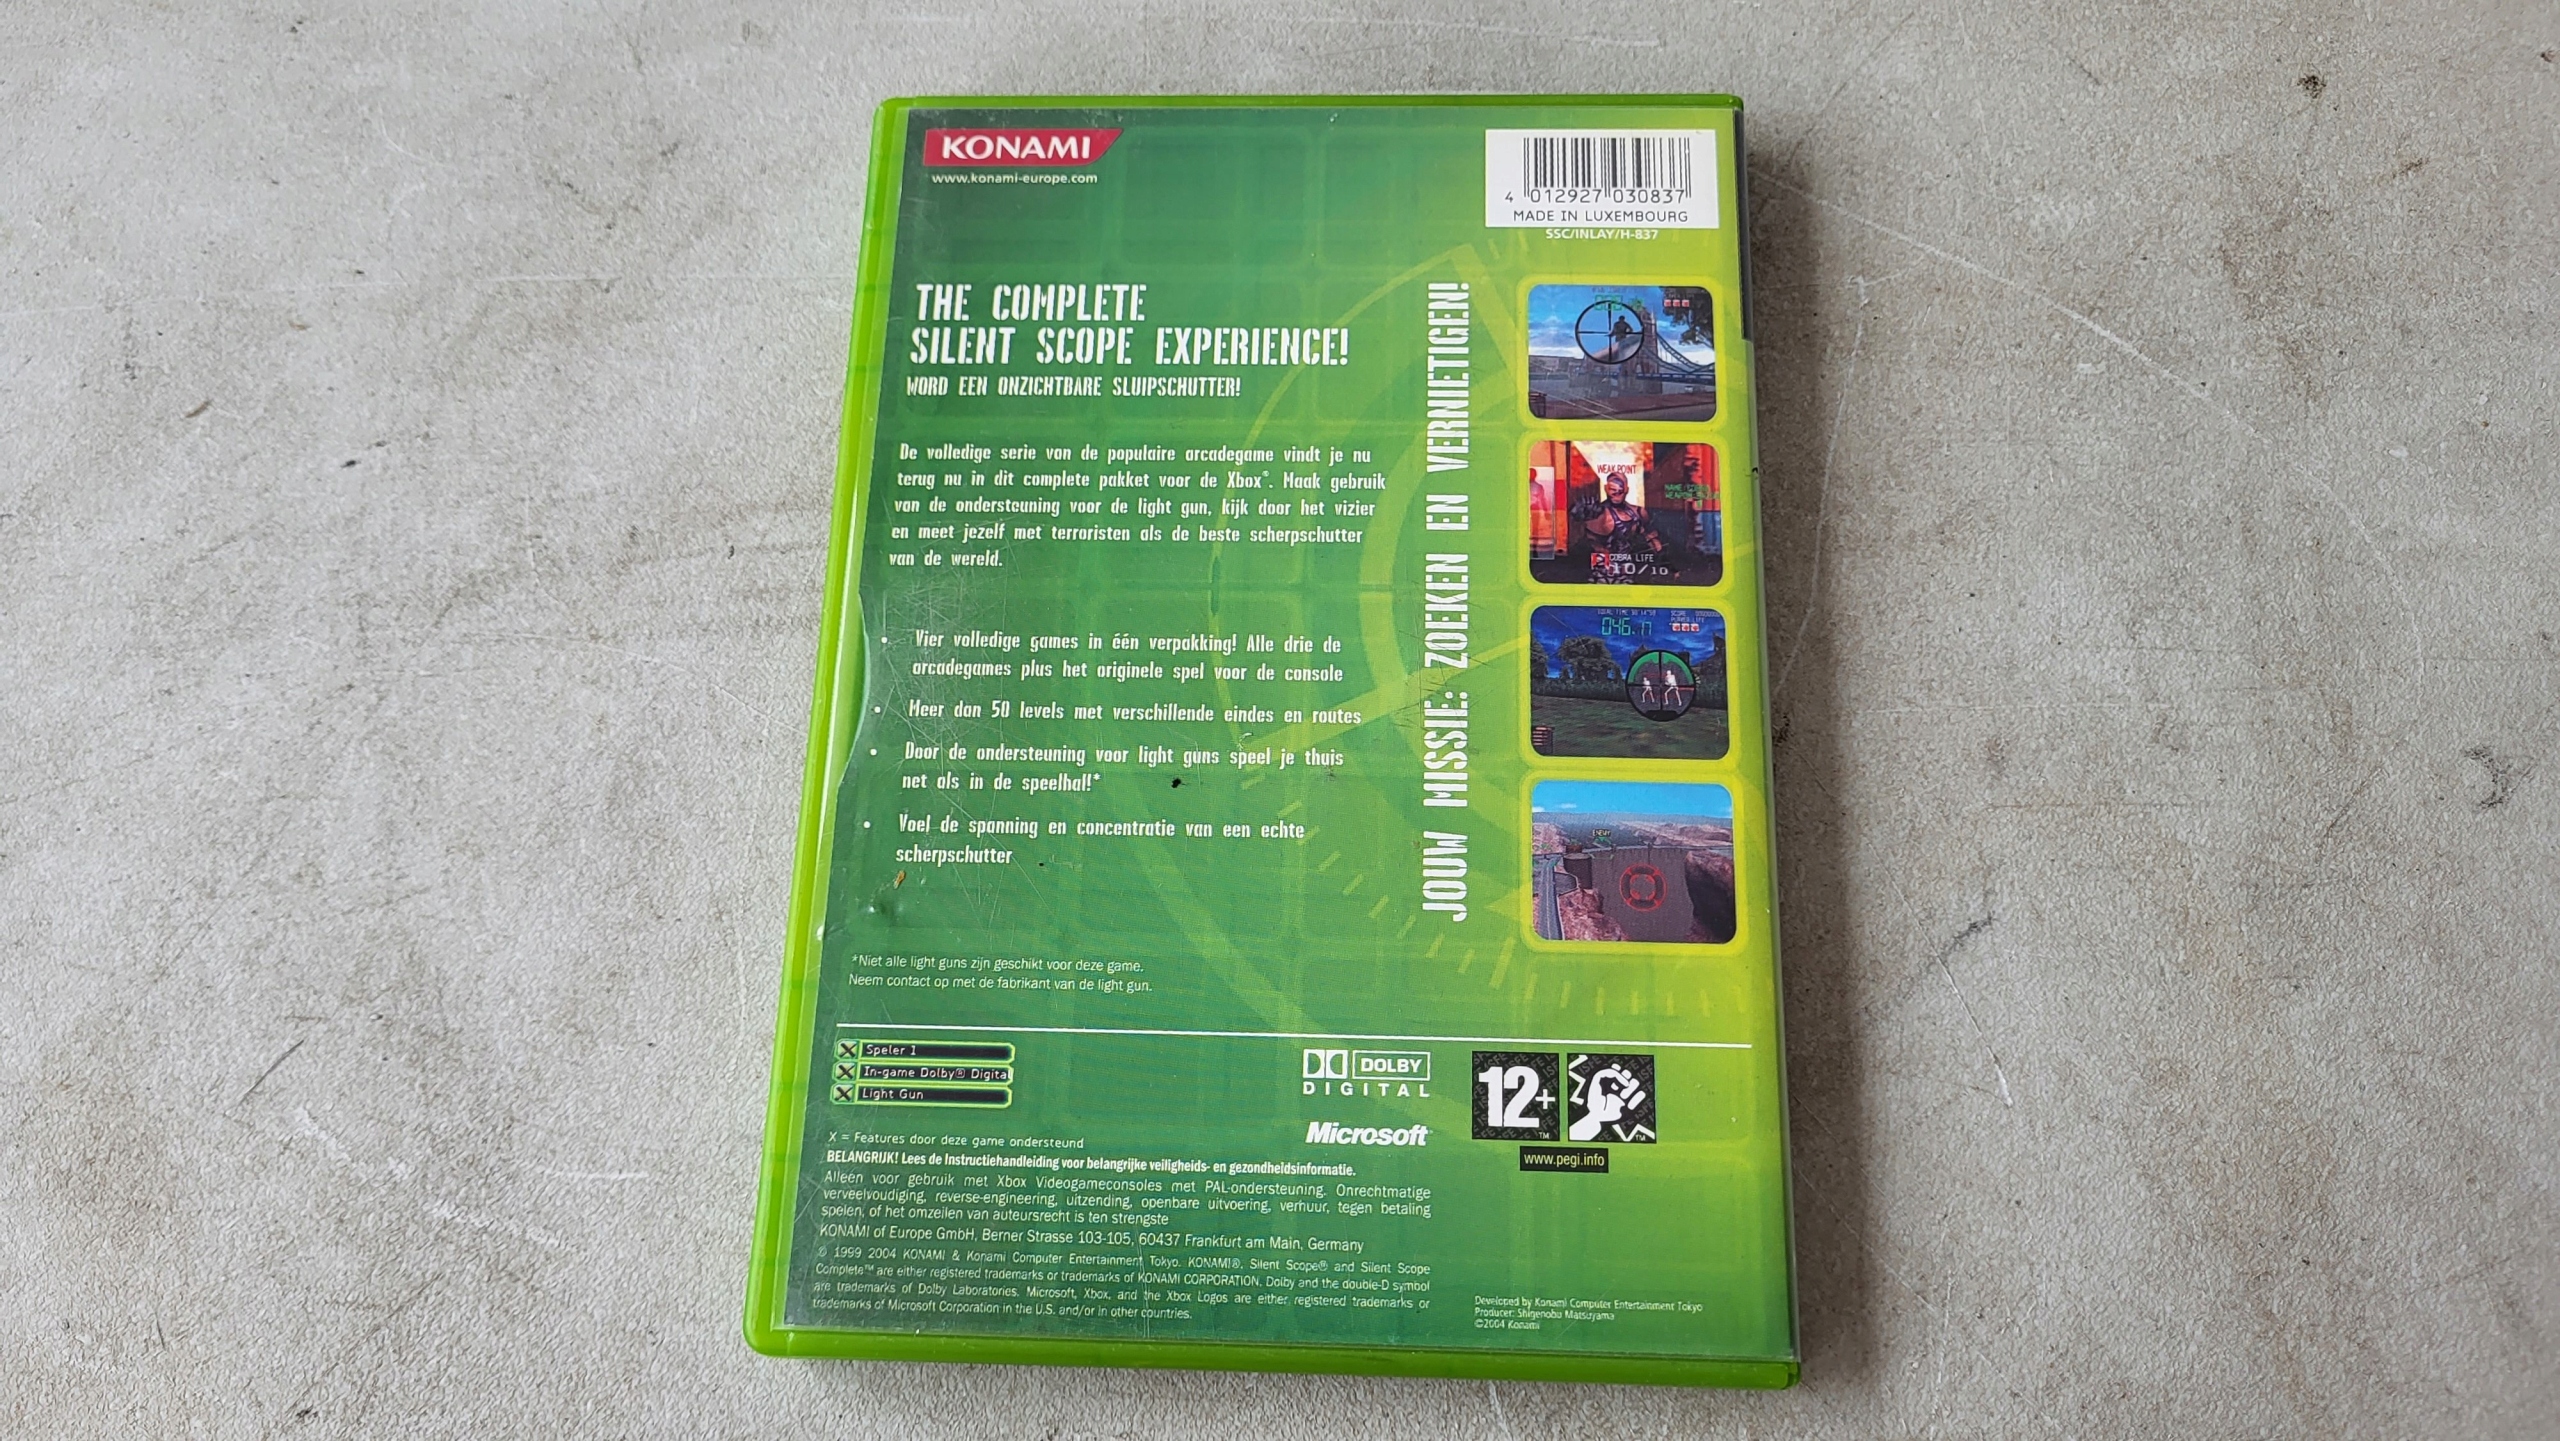 KONAMI
www.konami-europe.com
4 012927 030837
MADE IN LUXEMBOURG
SSC/INLAY/H-837
THE COMPLETE
SILENT SCOPE EXPERIENCE!
WORD EEN ONZICHTBARE SLUIPSCHUTTER!
De volledige serie van de populaire arcadegame vindt je nu
terug nu in dit complete pakket voor de Xbox®. Maak gebruik
van de ondersteuning voor de light gun, kijk door het vizier
en meet jezelf met terroristen als de beste scherpschutter
van de wereld.
• Vier volledige games in één verpakking! Alle drie de
arcadegames plus het originele spel voor de console
• Meer dan 50 levels met verschillende eindes en routes
• Door de ondersteuning voor light guns speel je thuis
net als in de speelhal!*
• Voel de spanning en concentratie van een echte
scherpschutter
JOUW MISSIE: ZOEKEN EN VERNIETIGEN!
WEAK POINT
COBRA LIFE
10/10
046.17
ENEMY
*Niet alle light guns zijn geschikt voor deze game.
Neem contact op met de fabrikant van de light gun.
Speler 1
In-game Dolby® Digital
Light Gun
DOLBY
DIGITAL
Microsoft
12+
www.pegi.info
X = Features door deze game ondersteund
BELANGRIJK! Lees de Instructiehandleiding voor belangrijke veiligheids- en gezondheidsinformatie.
Alleen voor gebruik met Xbox Videogameconsoles met PAL-ondersteuning. Onrechtmatige
verveelvoudiging, reverse-engineering, uitzending, openbare uitvoering, verhuur, tegen betaling
spelen, of het omzeilen van auteursrecht is ten strengste
KONAMI of Europe GmbH, Berner Strasse 103-105, 60437 Frankfurt am Main, Germany
© 1999 2004 KONAMI & Konami Computer Entertainment Tokyo. KONAMI®, Silent Scope® and Silent Scope
Complete™ are either registered trademarks or trademarks of KONAMI CORPORATION. Dolby and the double-D symbol
are trademarks of Dolby Laboratories. Microsoft, Xbox, and the Xbox Logos are either registered trademarks or
trademarks of Microsoft Corporation in the U.S. and/or in other countries.
Developed by Konami Computer Entertainment Tokyo
Producer: Shigenobu Matsuyama
©2004 Konami